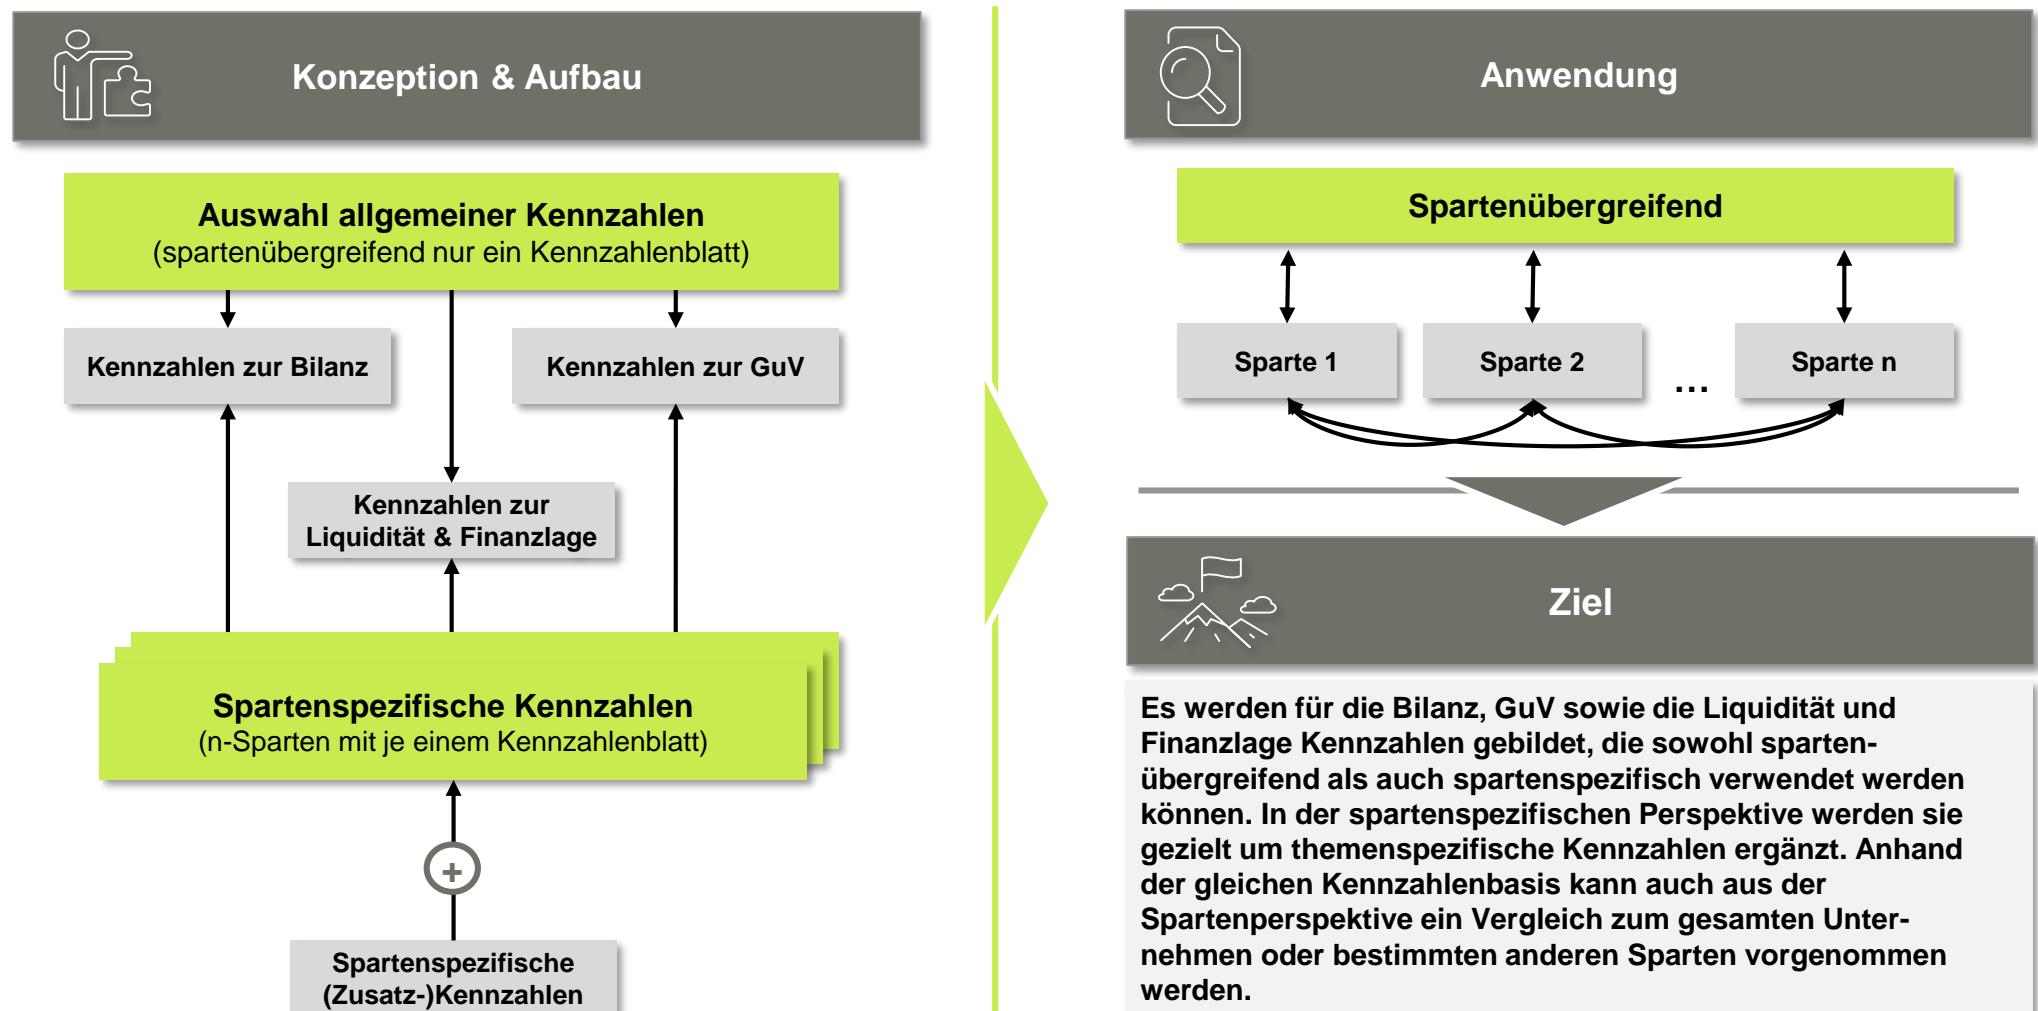 Konzeption & Aufbau
Auswahl allgemeiner Kennzahlen
(spartenübergreifend nur ein Kennzahlenblatt)
Kennzahlen zur Bilanz
Kennzahlen zur GuV
Kennzahlen zur
Liquidität & Finanzlage
Spartenspezifische Kennzahlen
(n-Sparten mit je einem Kennzahlenblatt)
+
Spartenspezifische
(Zusatz-)Kennzahlen
Anwendung
Spartenübergreifend
Sparte 1
Sparte 2
...
Sparte n
Ziel
Es werden für die Bilanz, GuV sowie die Liquidität und
Finanzlage Kennzahlen gebildet, die sowohl sparten-
übergreifend als auch spartenspezifisch verwendet werden
können. In der spartenspezifischen Perspektive werden sie
gezielt um themenspezifische Kennzahlen ergänzt. Anhand
der gleichen Kennzahlenbasis kann auch aus der
Spartenperspektive ein Vergleich zum gesamten Unter-
nehmen oder bestimmten anderen Sparten vorgenommen
werden.